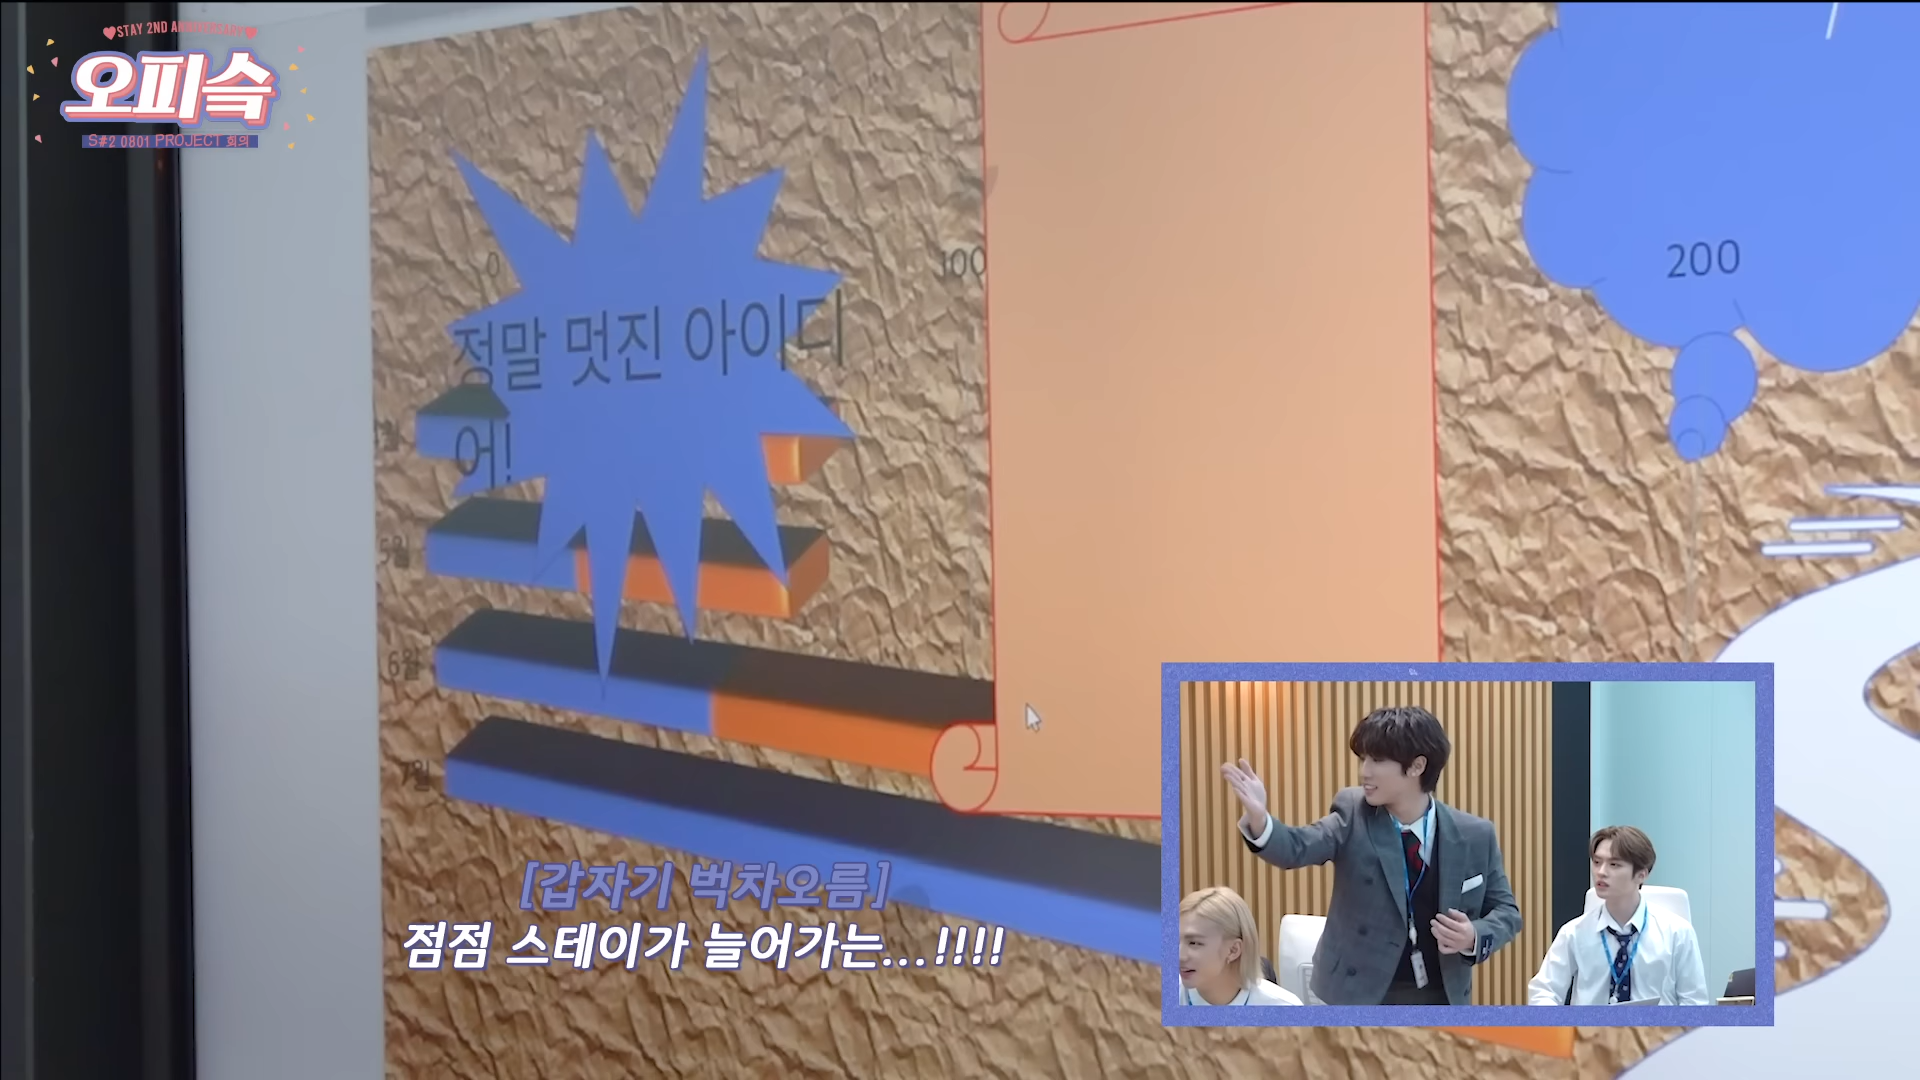 ♥STAY 2ND ANNIVERSARY♥
오피슥
S#2 0801 PROJECT 회의
0
100
200
정말 멋진 아이디
어!
5월
6월
7월
[갑자기 벅차오름]
점점 스테이가 늘어가는...!!!!